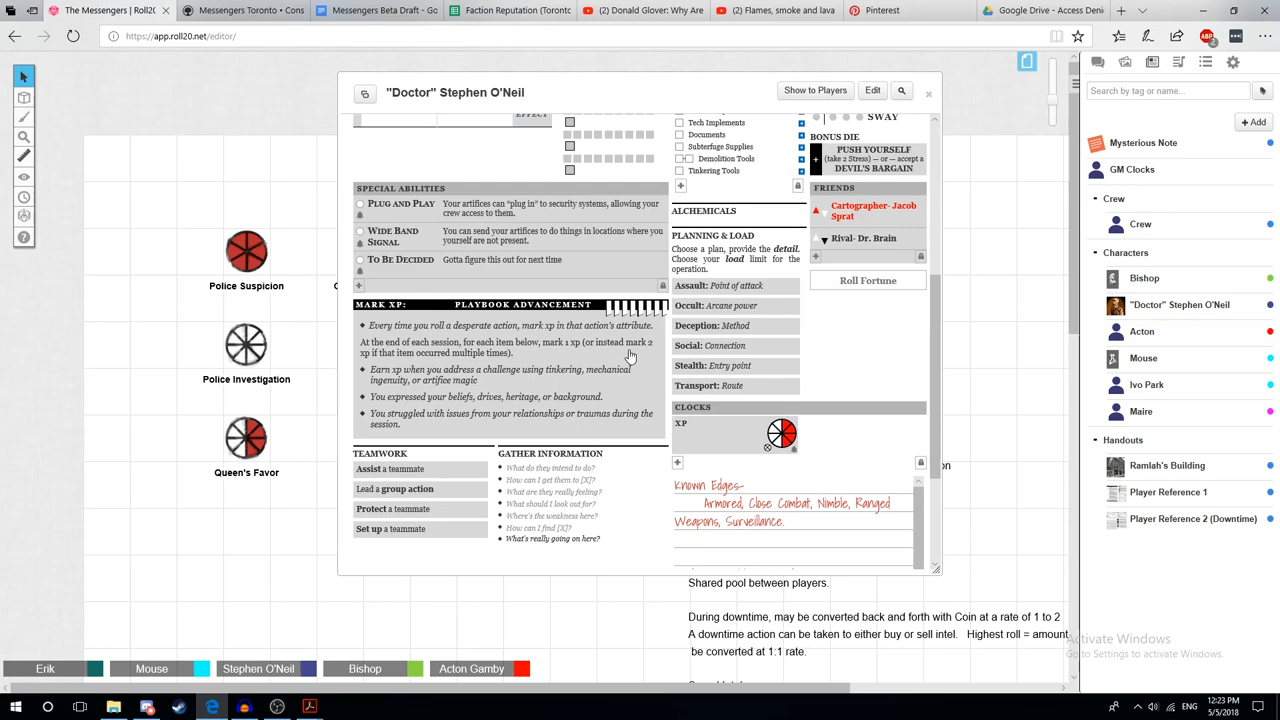 The Messengers | Roll20
Messengers Toronto • Cons
Messengers Beta Draft - Go
Faction Reputation (Toronto
(2) Donald Glover: Why Are
(2) Flames, smoke and lava
Pinterest
Google Drive - Access Deni
https://app.roll20.net/editor/
ABP
2
"Doctor" Stephen O'Neil
Show to Players
Edit
EFFECT
Tech Implements
Documents
Subterfuge Supplies
Demolition Tools
Tinkering Tools
SWAY
BONUS DIE
PUSH YOURSELF
(take 2 Stress) — or — accept a
DEVIL'S BARGAIN
SPECIAL ABILITIES
PLUG AND PLAY
Your artifices can "plug in" to security systems, allowing your
crew access to them.
WIDE BAND
SIGNAL
You can send your artifices to do things in locations where you
yourself are not present.
TO BE DECIDED
Gotta figure this out for next time
ALCHEMICALS
PLANNING & LOAD
Choose a plan, provide the detail.
Choose your load limit for the
operation.
Assault: Point of attack
Occult: Arcane power
Deception: Method
Social: Connection
Stealth: Entry point
Transport: Route
FRIENDS
Cartographer- Jacob
Sprat
Rival- Dr. Brain
Roll Fortune
MARK XP:
PLAYBOOK ADVANCEMENT
Every time you roll a desperate action, mark xp in that action's attribute.
At the end of each session, for each item below, mark 1 xp (or instead mark 2
xp if that item occurred multiple times).
Earn xp when you address a challenge using tinkering, mechanical
ingenuity, or artifice magic
You expressed your beliefs, drives, heritage, or background.
You struggled with issues from your relationships or traumas during the
session.
CLOCKS
XP
Known Edges-
Armored, Close Combat, Nimble, Ranged
Weapons, Surveillance.
TEAMWORK
Assist a teammate
Lead a group action
Protect a teammate
Set up a teammate
GATHER INFORMATION
What do they intend to do?
How can I get them to [X]?
What are they really feeling?
What should I look out for?
Where's the weakness here?
How can I find [X]?
What's really going on here?
Police Suspicion
Police Investigation
Queen's Favor
Shared pool between players.
During downtime, may be converted back and forth with Coin at a rate of 1 to 2
A downtime action can be taken to either buy or sell intel. Highest roll = amount
be converted at 1:1 rate.
Search by tag or name...
+ Add
Mysterious Note
GM Clocks
Crew
Crew
Characters
Bishop
"Doctor" Stephen O'Neil
Acton
Mouse
Ivo Park
Maire
Handouts
Ramlah's Building
Player Reference 1
Player Reference 2 (Downtime)
Activate Windows
Go to Settings to activate Windows.
Erik
Mouse
Stephen O'Neil
Bishop
Acton Gamby
ENG
12:23 PM
5/5/2018